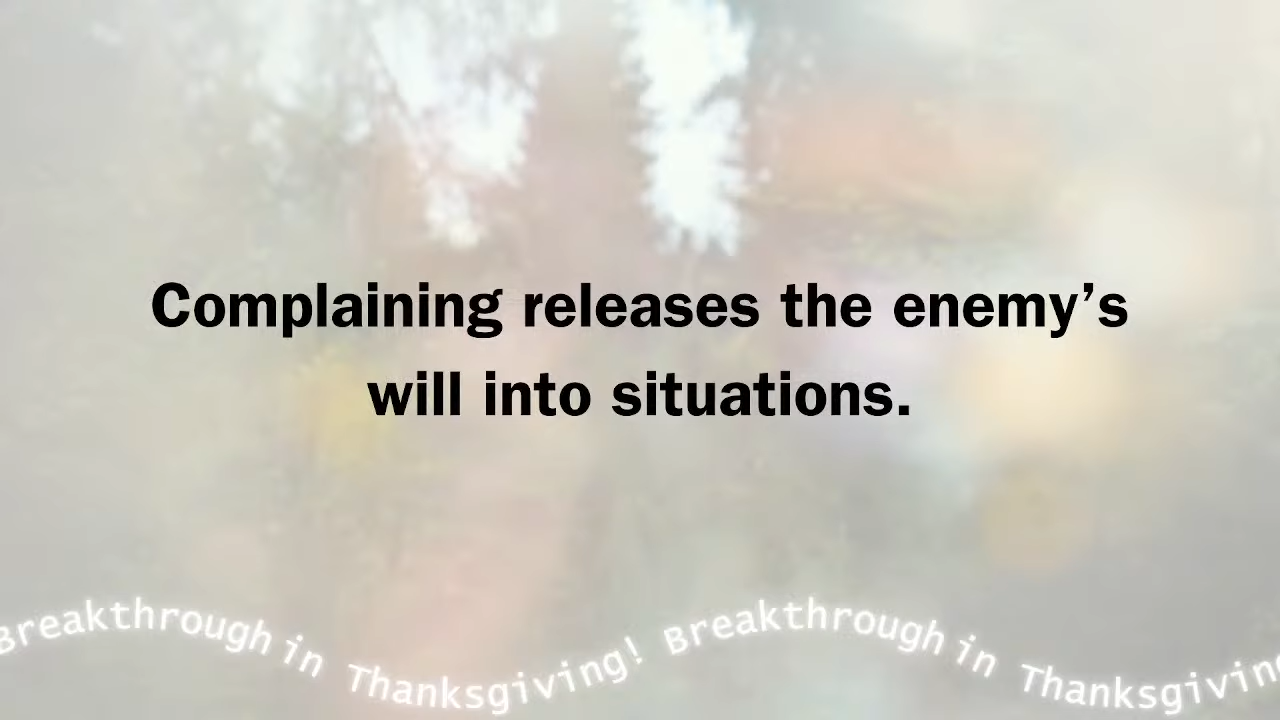 Complaining releases the enemy’s
will into situations.
Breakthrough in Thanksgiving! Breakthrough in Thanksgiving